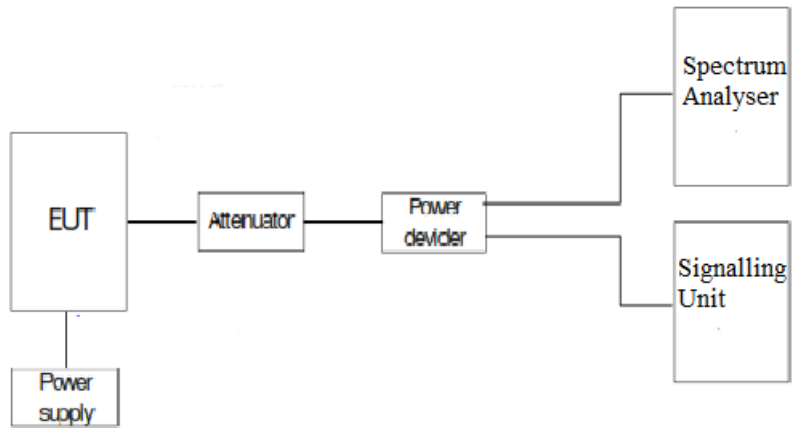 Spectrum
Analyser
EUT
Attenuator
Power
devider
Signalling
Unit
Power
supply